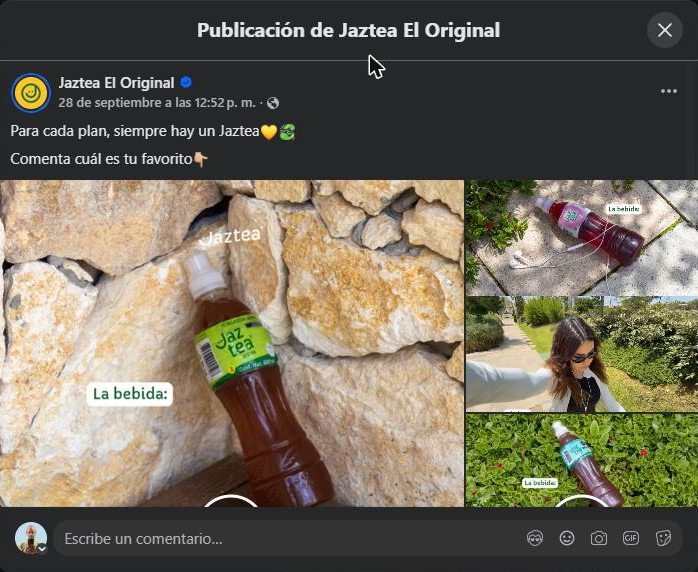 Publicación de Jaztea El Original
Jaztea El Original
28 de septiembre a las 12:52 p. m. ·
Para cada plan, siempre hay un Jaztea💛
Comenta cuál es tu favorito👇🏼
Jaztea
Jaz
tea
La bebida:
La bebida:
La bebida:
Escribe un comentario...
GIF